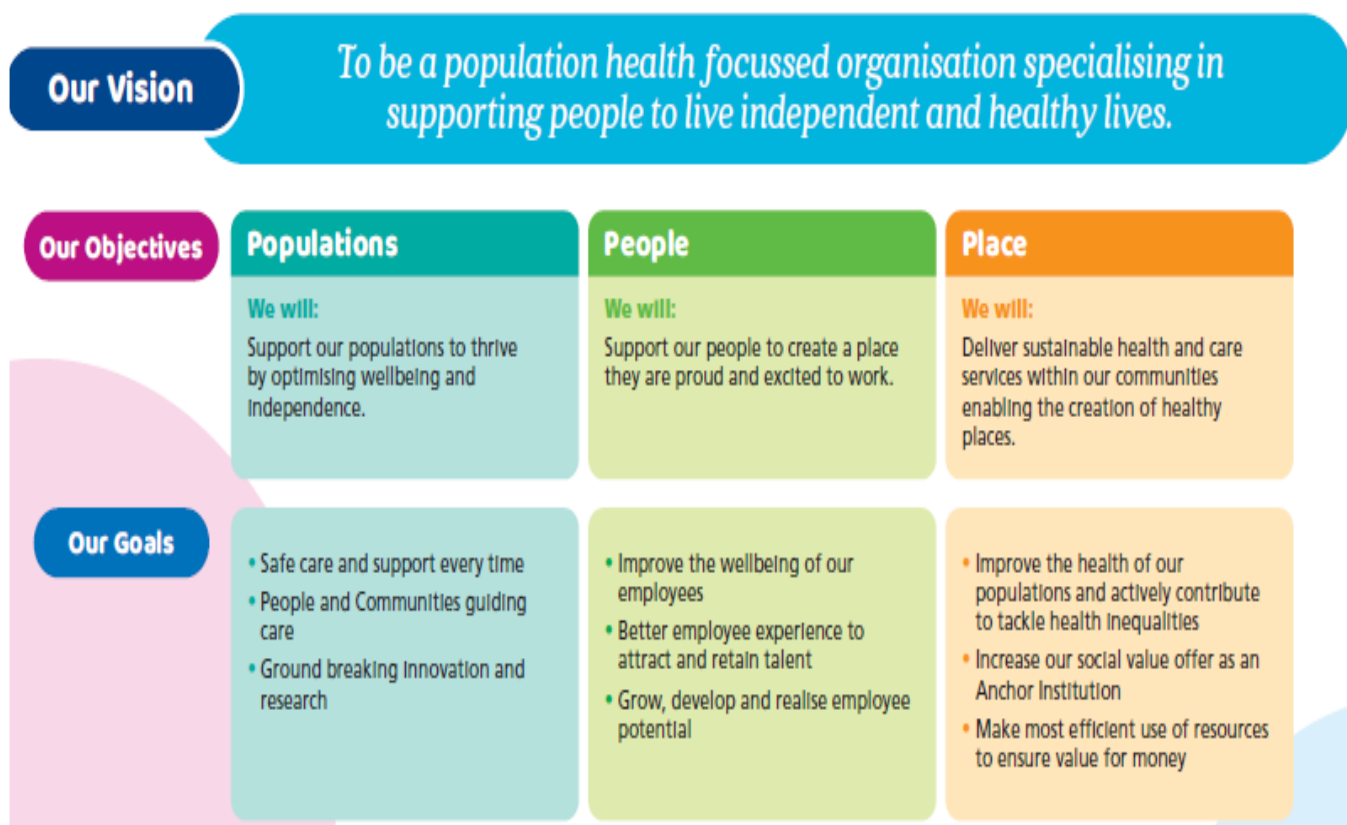 Our Vision
To be a population health focussed organisation specialising in
supporting people to live independent and healthy lives.
Our Objectives
Populations
We will:
Support our populations to thrive
by optimising wellbeing and
independence.
People
We will:
Support our people to create a place
they are proud and excited to work.
Place
We will:
Deliver sustainable health and care
services within our communities
enabling the creation of healthy
places.
Our Goals
• Safe care and support every time
• People and Communities guiding
care
• Ground breaking innovation and
research
• Improve the wellbeing of our
employees
• Better employee experience to
attract and retain talent
• Grow, develop and realise employee
potential
• Improve the health of our
populations and actively contribute
to tackle health inequalities
• Increase our social value offer as an
Anchor Institution
• Make most efficient use of resources
to ensure value for money